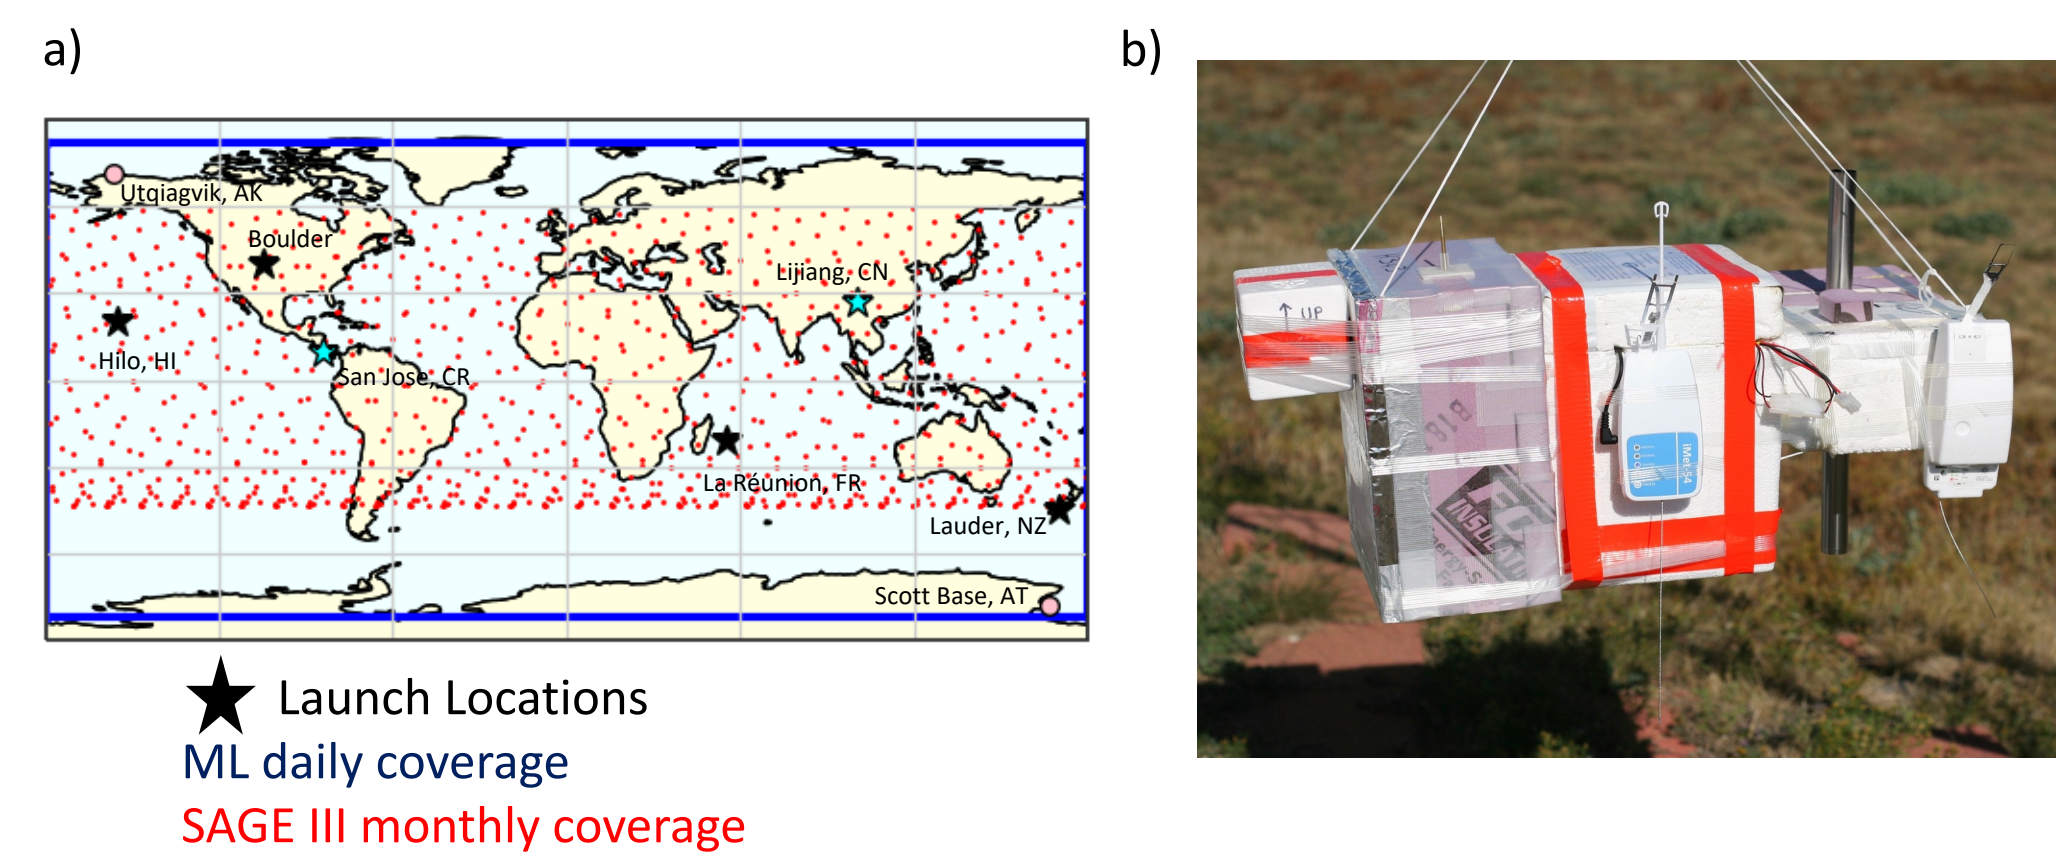 a)
b)
Utqiagvik, AK
Boulder
Lijiang, CN
Hilo, HI
San Jose, CR
La Réunion, FR
Lauder, NZ
Scott Base, AT
Launch Locations
ML daily coverage
SAGE III monthly coverage
↑ UP
818
iMet-54